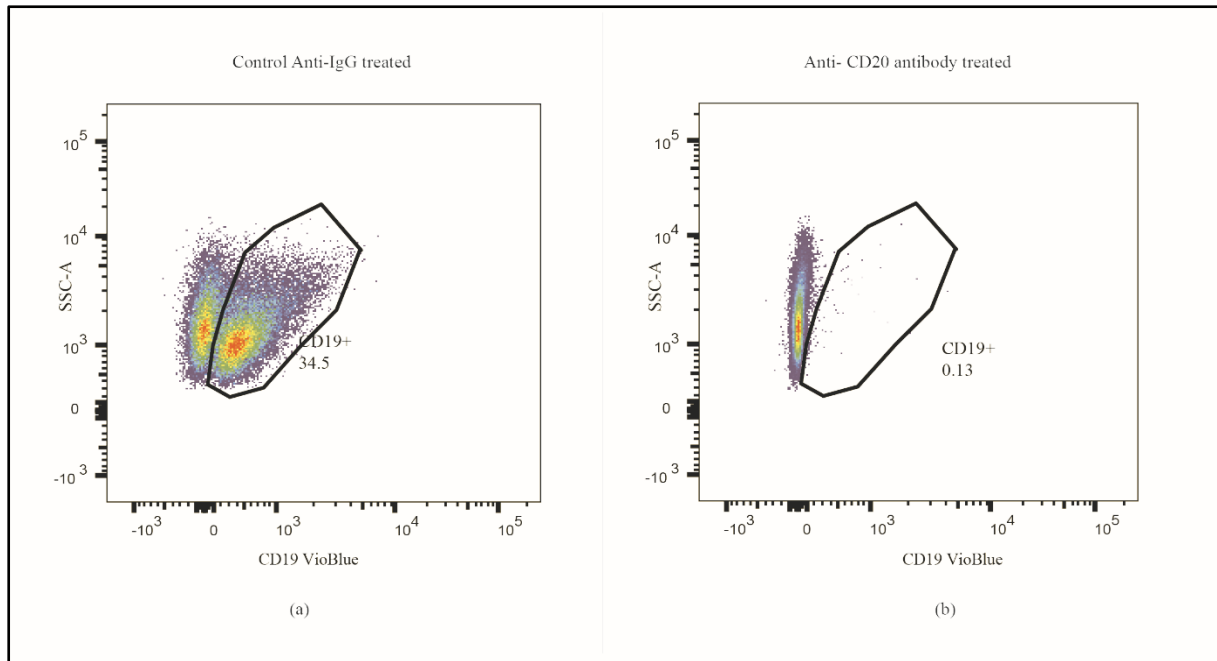 Control Anti-IgG treated
10^5
10^4
10^3
0
-10^3
SSC-A
CD19+
34.5
-10^3 0 10^3 10^4 10^5
CD19 VioBlue
(a)
Anti- CD20 antibody treated
10^5
10^4
10^3
0
-10^3
SSC-A
CD19+
0.13
-10^3 0 10^3 10^4 10^5
CD19 VioBlue
(b)